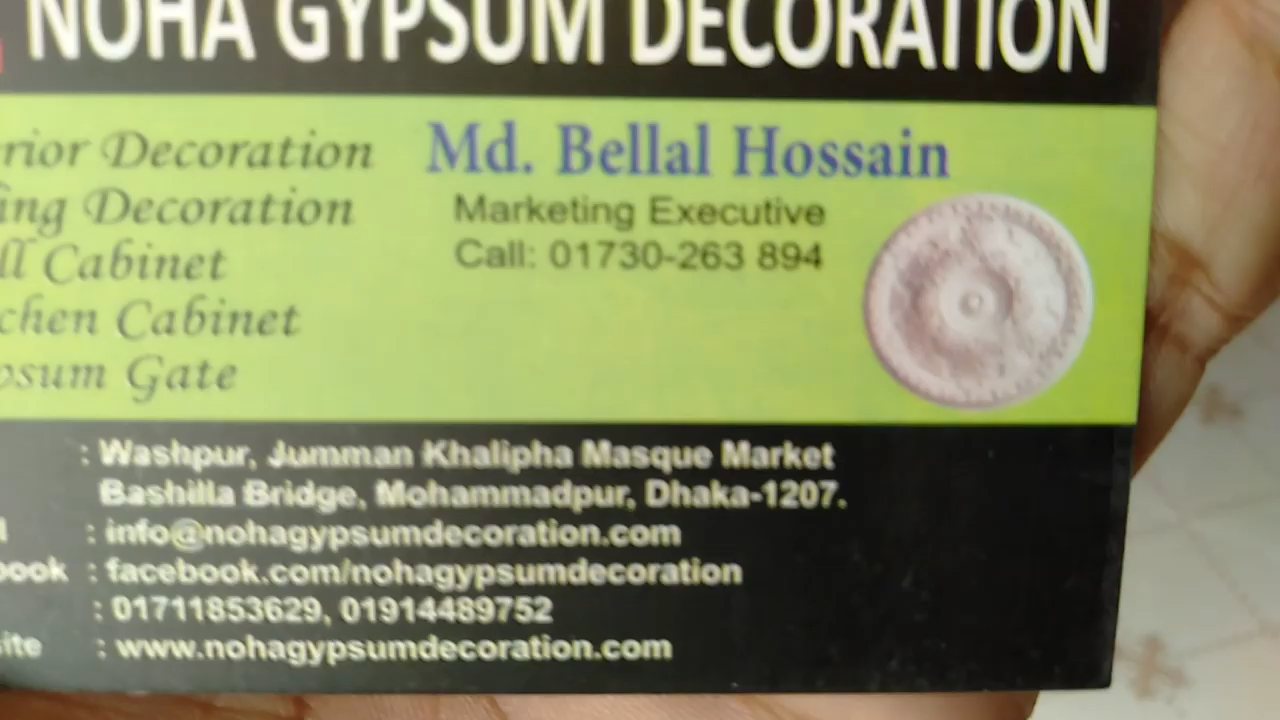 NOHA GYPSUM DECORATION
rior Decoration
ing Decoration
ll Cabinet
chen Cabinet
psum Gate
Md. Bellal Hossain
Marketing Executive
Call: 01730-263 894
: Washpur, Jumman Khalipha Masque Market
Bashilla Bridge, Mohammadpur, Dhaka-1207.
l : info@nohagypsumdecoration.com
book : facebook.com/nohagypsumdecoration
: 01711853629, 01914489752
site : www.nohagypsumdecoration.com